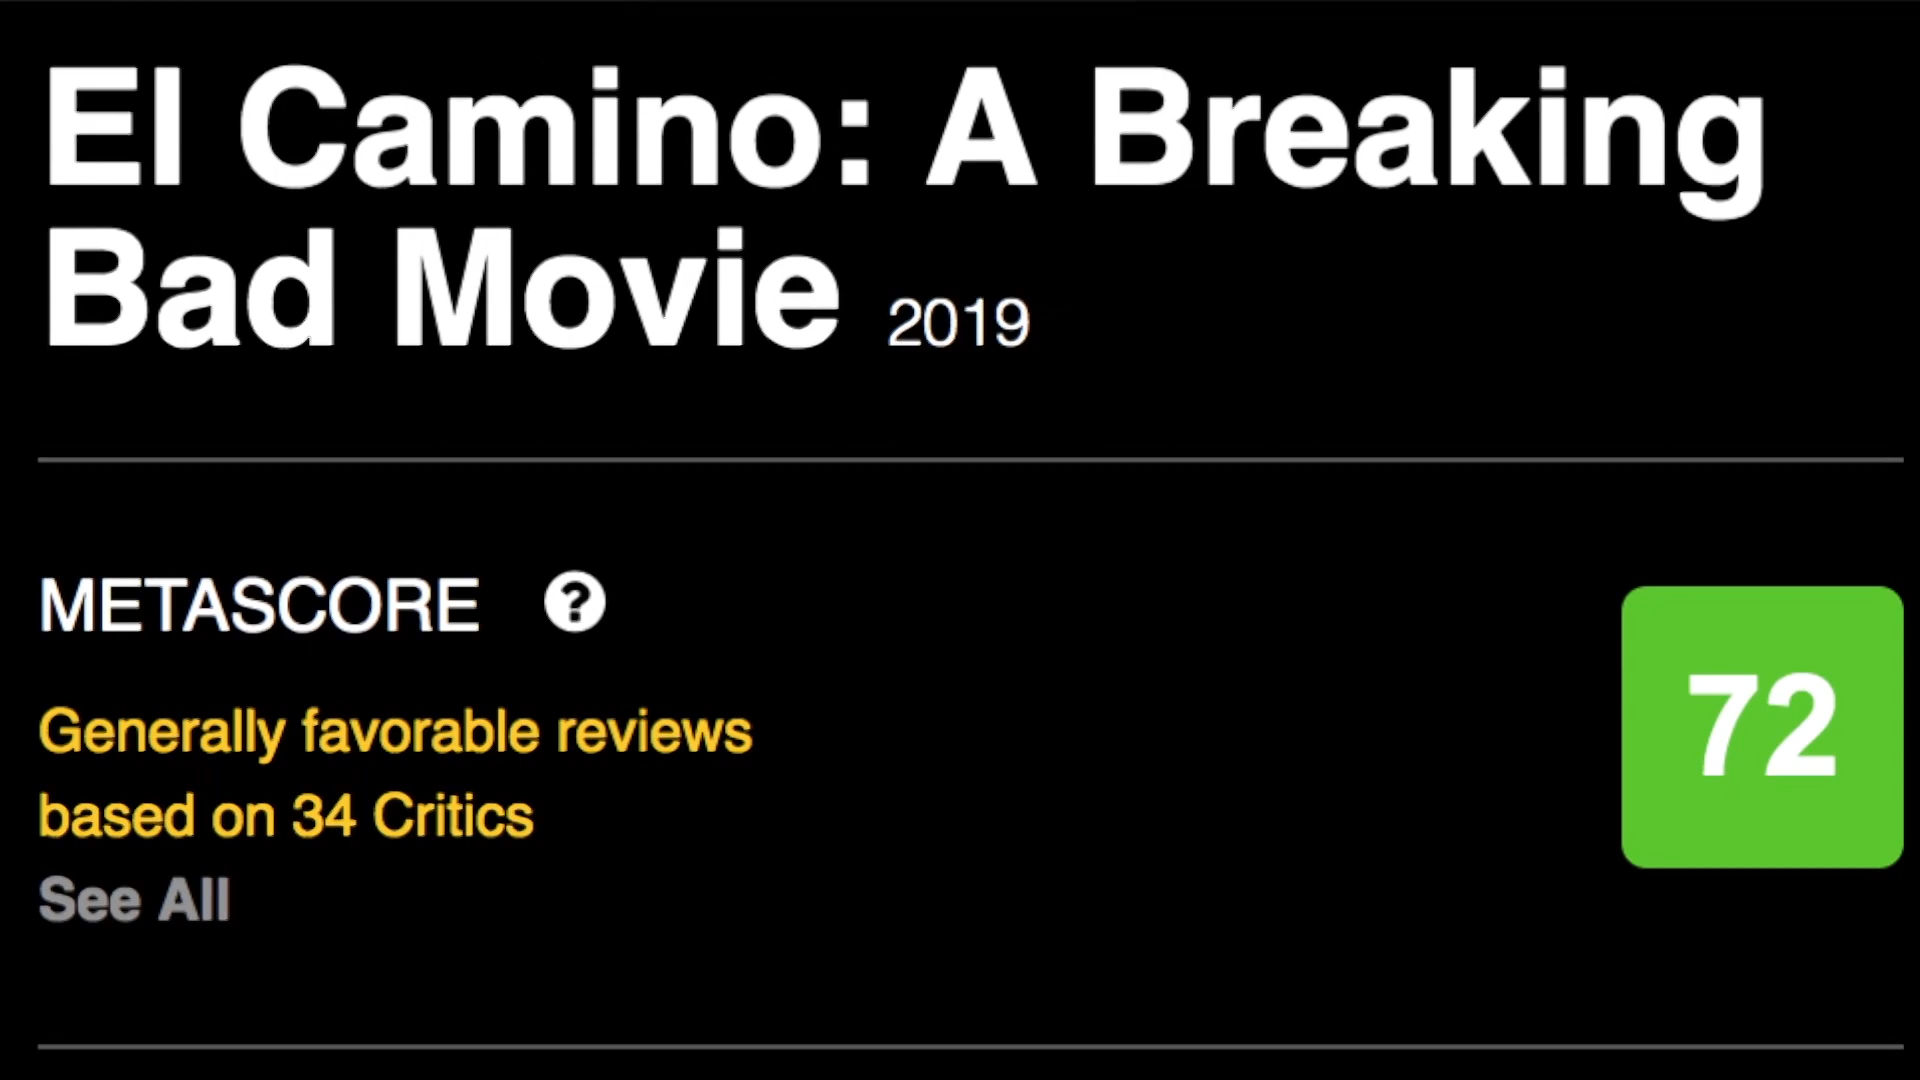 El Camino: A Breaking
Bad Movie 2019
METASCORE ?
72
Generally favorable reviews
based on 34 Critics
See All